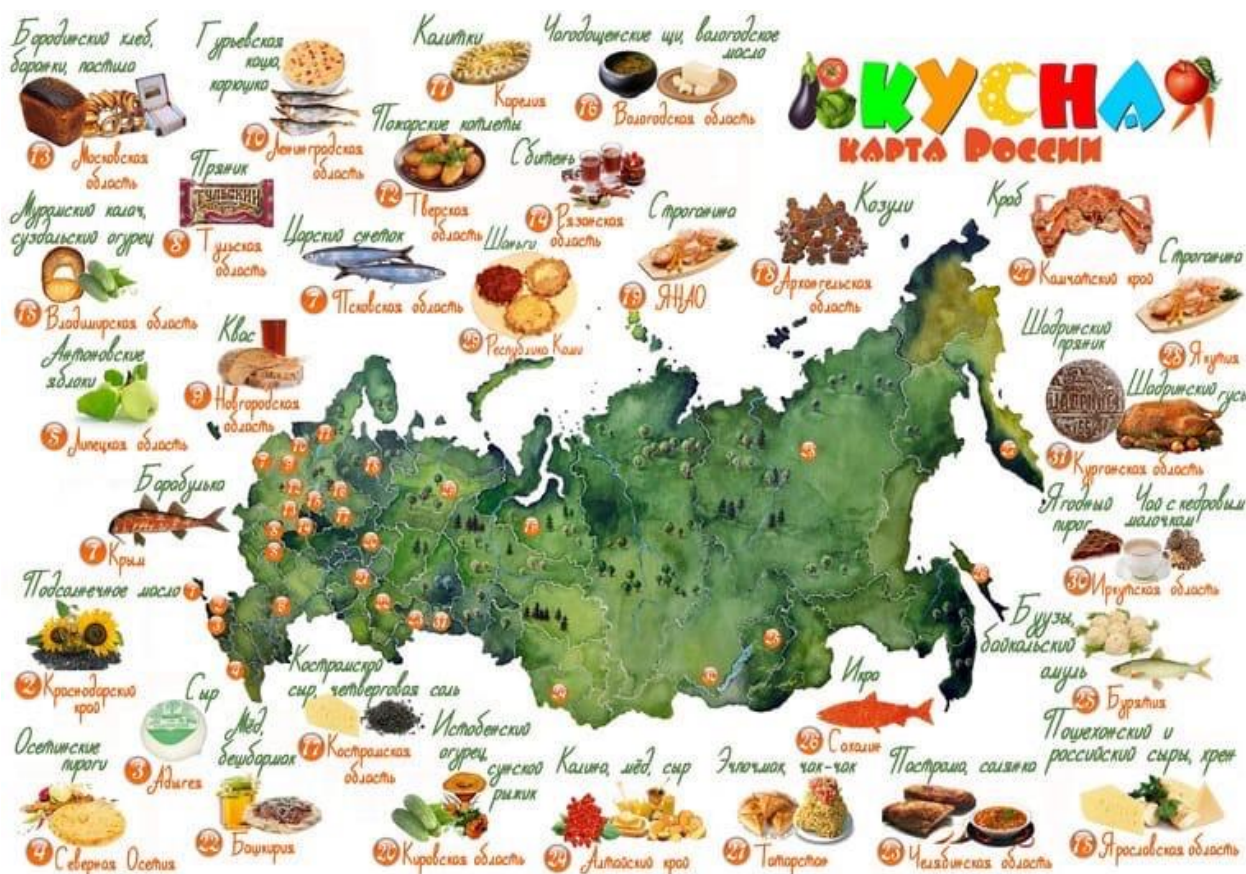 ВКУСНАЯ
КАРТА РОССИИ
Бородинский хлеб,
баранки, пастила
13 Московская
область
Гурьевская
каша,
корюшка
10 Ленинградская
область
Калитки
11 Карелия
Чагодощенские щи, вологодское
масло
16 Вологодская область
Пряник
ТУЛЬСКИЙ
8 Тульская
область
Пожарские котлеты
12 Тверская
область
Сбитень
14 Рязанская
область
Муромский калач,
суздальский огурец
15 Владимирская область
Царский снеток
7 Псковская область
Шаньги
29 Республика Коми
Строганина
19 ЯНАО
Козули
18 Архангельская
область
Краб
27 Камчатский край
Строганина
28 Якутия
Антоновские
яблоки
5 Липецкая область
Квас
9 Новгородская
область
Шадринский
пряник
Шадринский гусь
31 Курганская область
Барабулька
7 Крым
Ягодный
пирог
Чай с кедровым
молочком
30 Иркутская область
Подсолнечное масло
2 Краснодарский
край
Буузы,
байкальский
омуль
25 Бурятия
Сыр
3 Адыгея
Костромской
сыр, четверговая соль
17 Костромская
область
Икра
26 Сахалин
Осетинские
пироги
4 Северная Осетия
Мёд,
бешбармак
22 Башкирия
Истобенский
огурец,
сунской
рыжик
20 Кировская область
Калина, мёд, сыр
24 Алтайский край
Эчпочмак, чак-чак
21 Татарстан
Пастрома, солянка
23 Челябинская область
Пошехонский и
российский сыры, хрен
18 Ярославская область